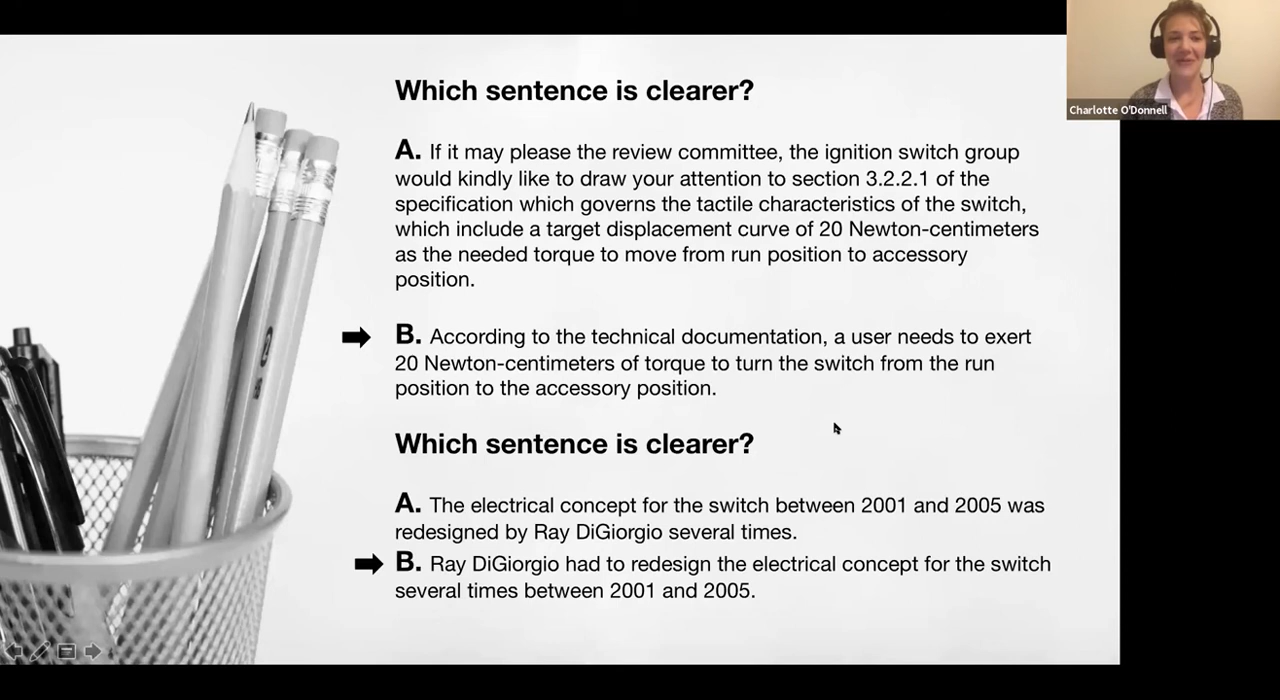 Which sentence is clearer?
A. If it may please the review committee, the ignition switch group
would kindly like to draw your attention to section 3.2.2.1 of the
specification which governs the tactile characteristics of the switch,
which include a target displacement curve of 20 Newton-centimeters
as the needed torque to move from run position to accessory
position.
B. According to the technical documentation, a user needs to exert
20 Newton-centimeters of torque to turn the switch from the run
position to the accessory position.
Which sentence is clearer?
A. The electrical concept for the switch between 2001 and 2005 was
redesigned by Ray DiGiorgio several times.
B. Ray DiGiorgio had to redesign the electrical concept for the switch
several times between 2001 and 2005.
Charlotte O'Donnell